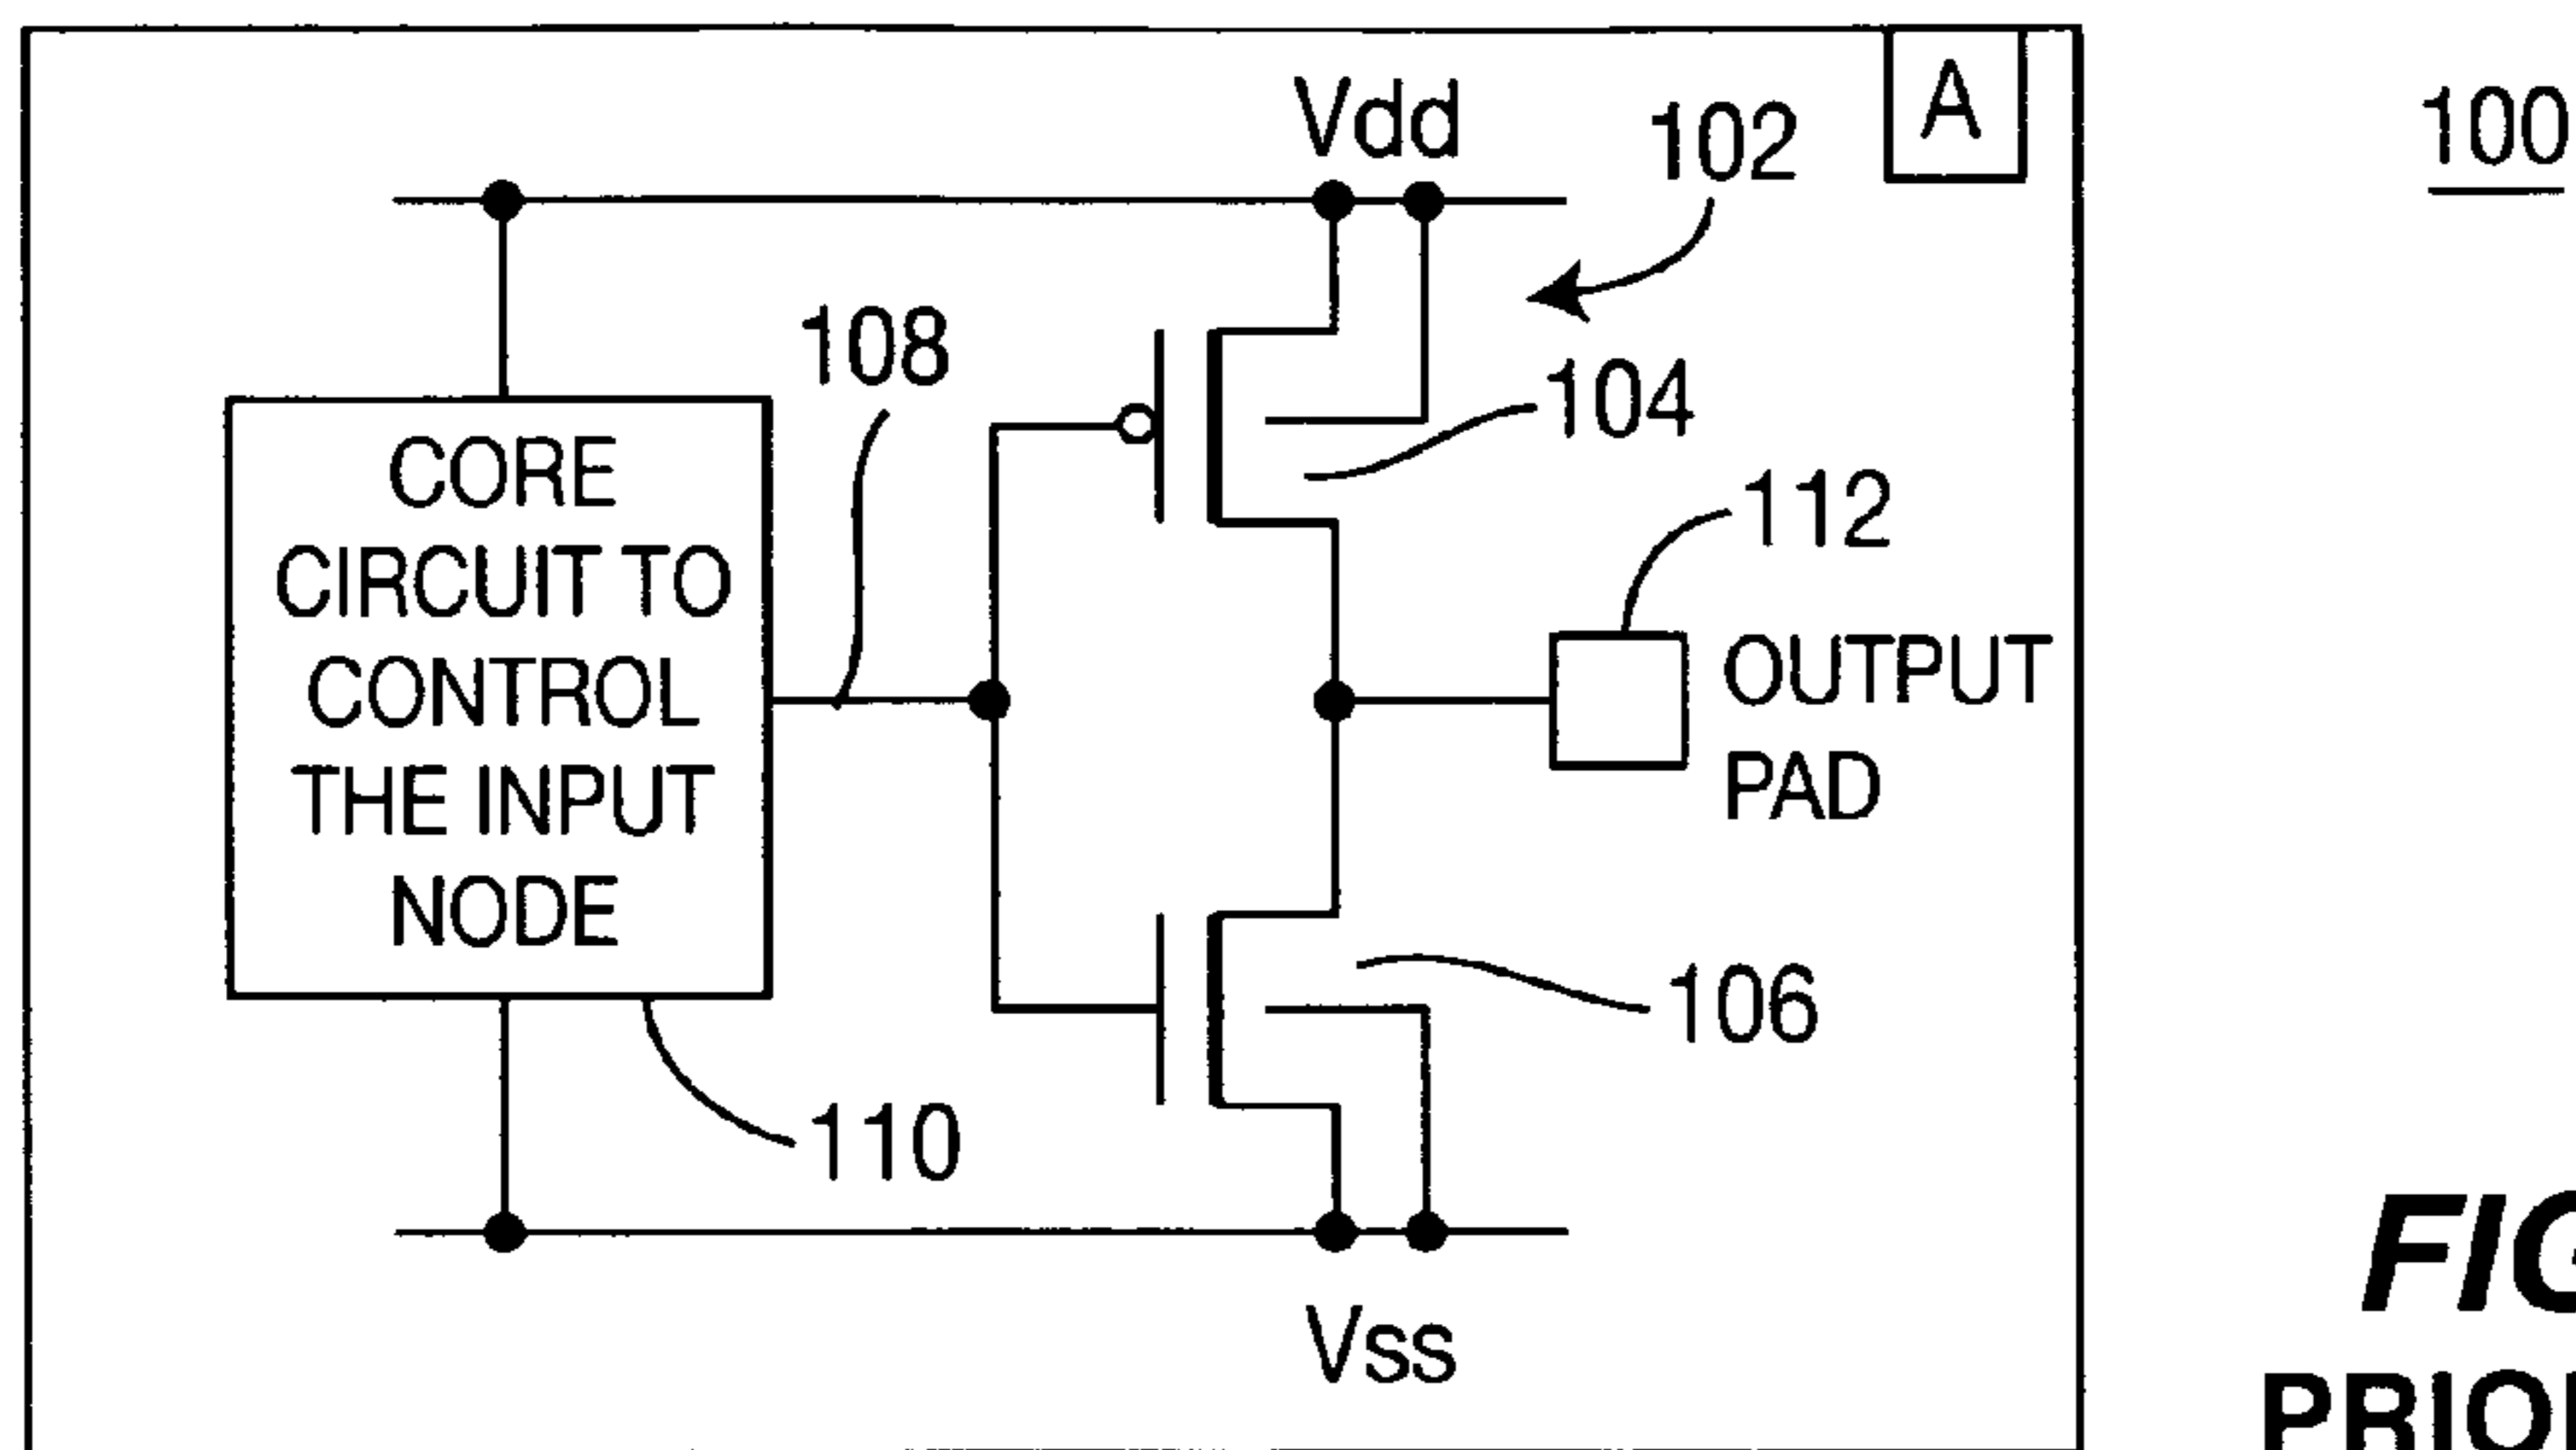 A
Vdd
102
100
108
104
CORE
CIRCUIT TO
CONTROL
THE INPUT
NODE
112
OUTPUT
PAD
106
110
Vss